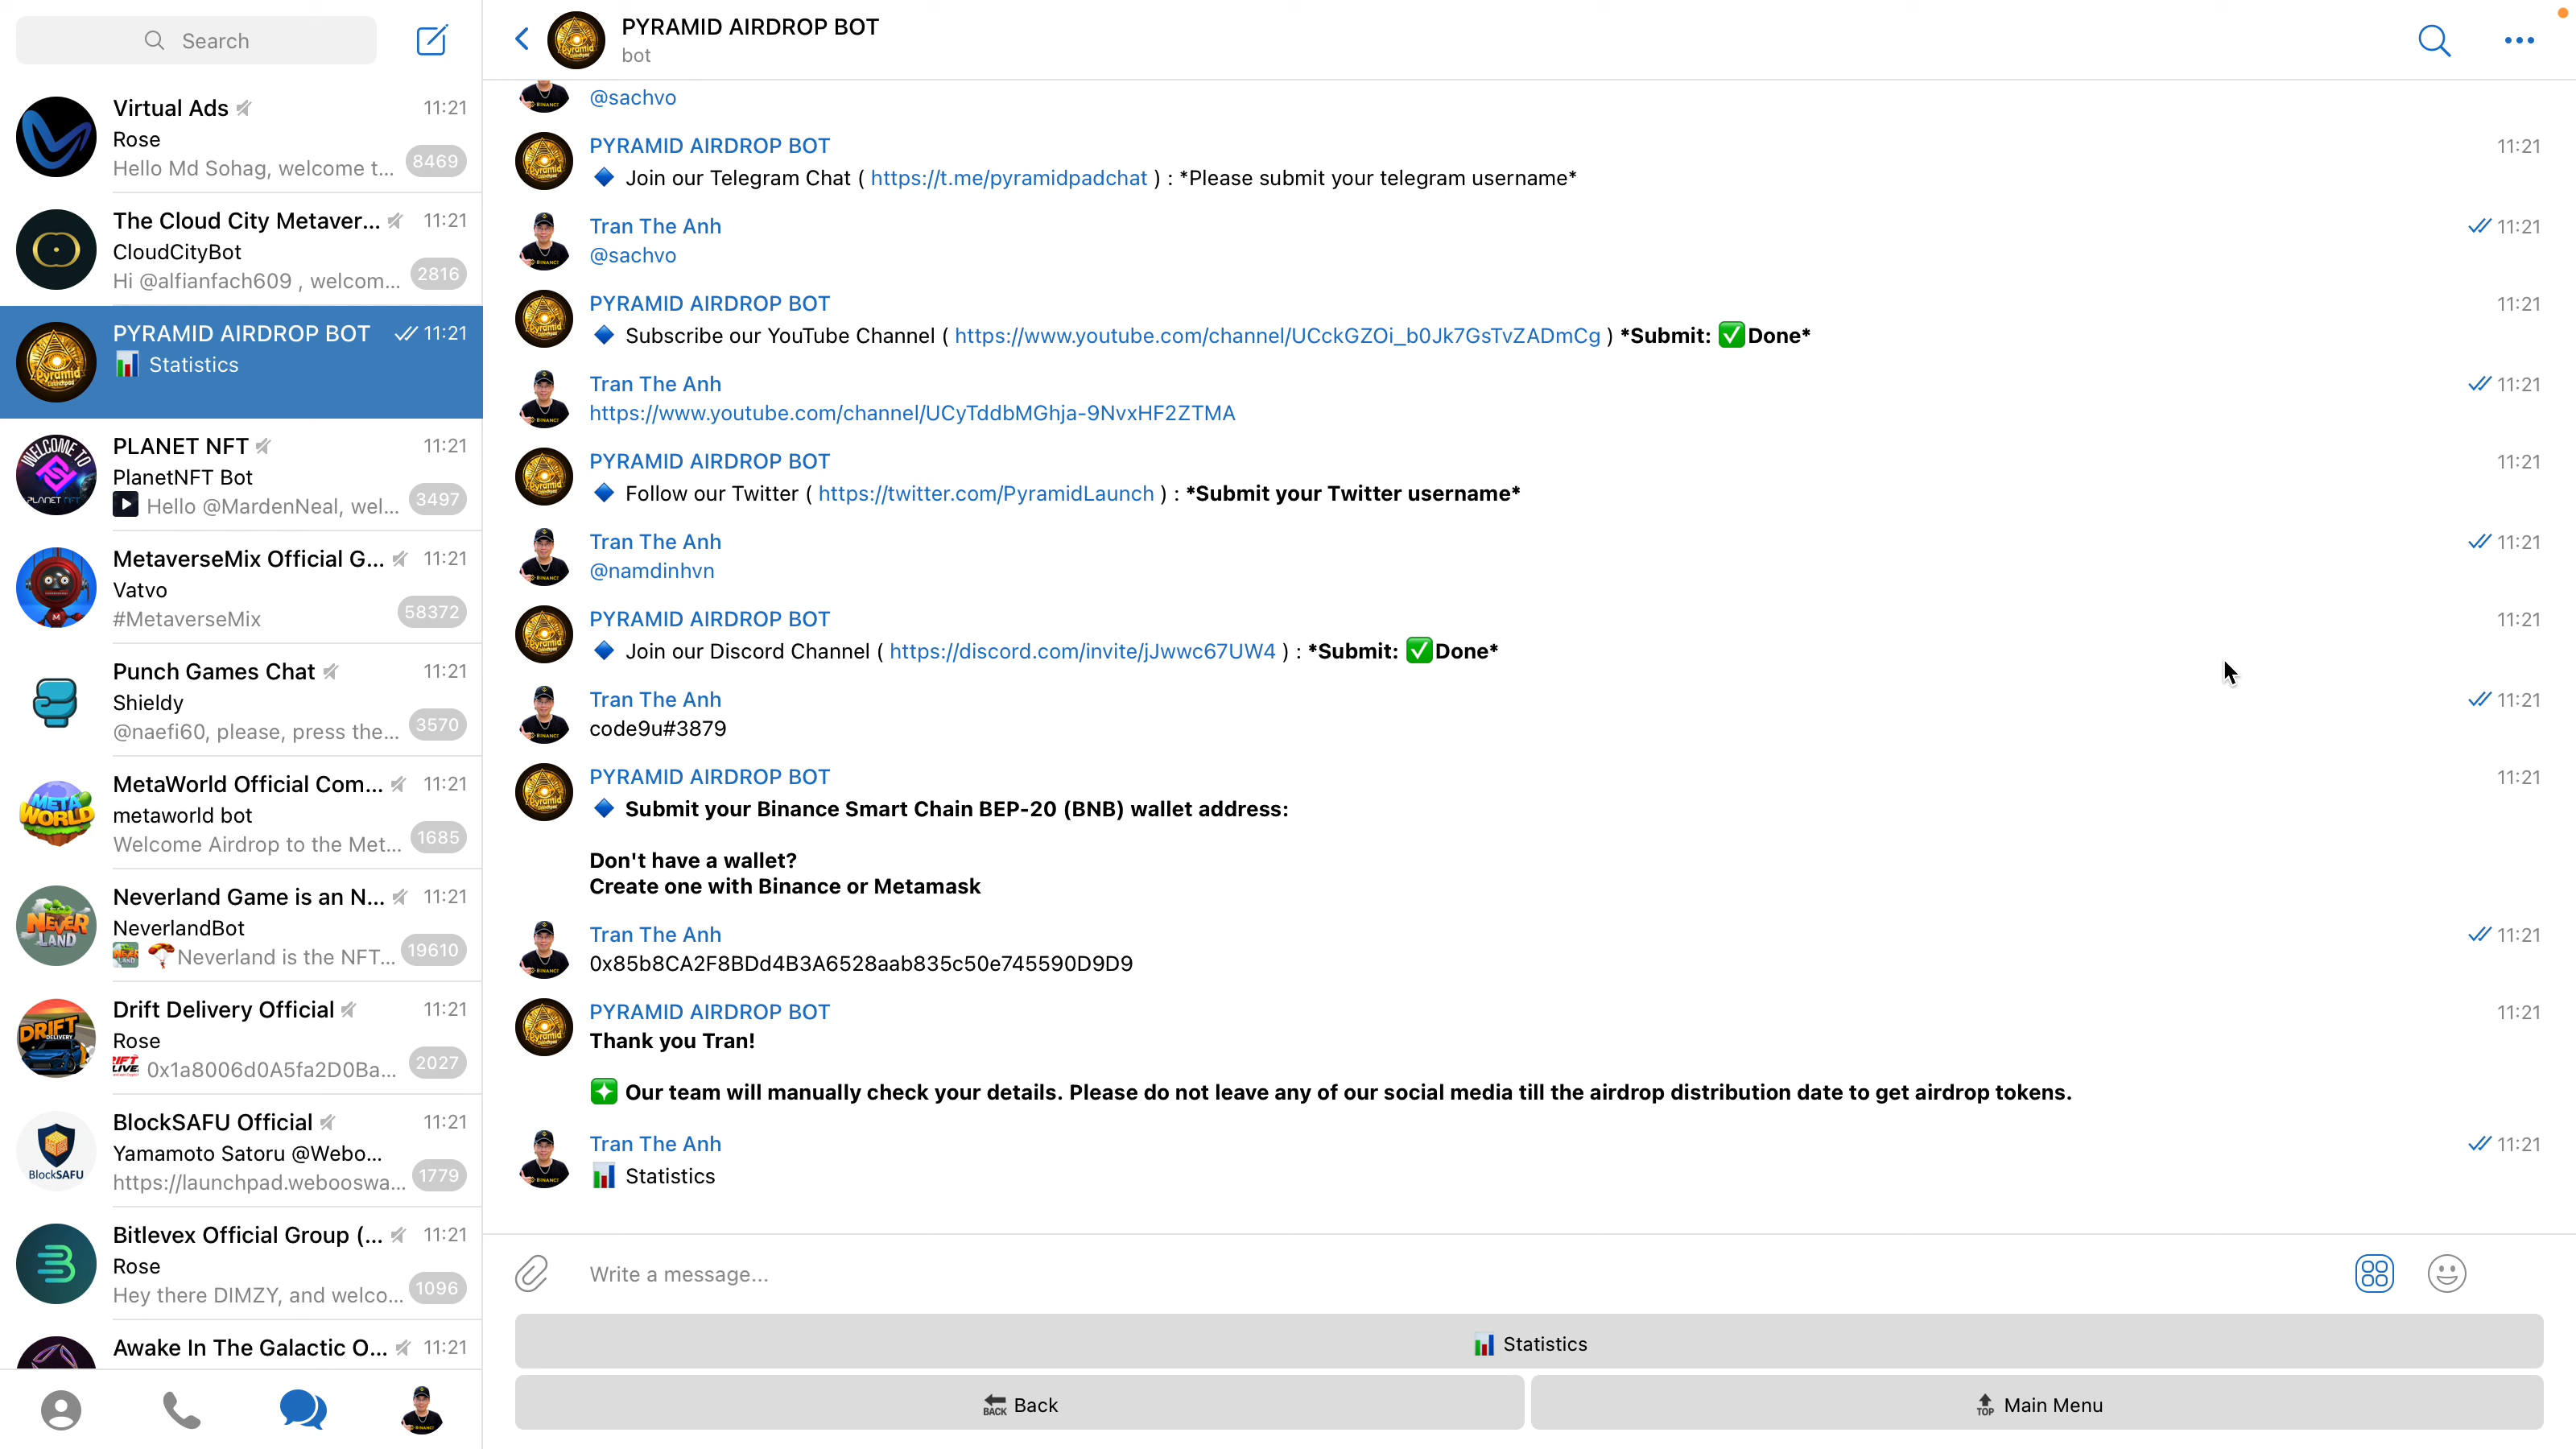 Search
Virtual Ads 11:21
Rose
Hello Md Sohag, welcome t... 8469
The Cloud City Metaver... 11:21
CloudCityBot
Hi @alfianfach609 , welcom... 2816
PYRAMID AIRDROP BOT 11:21
📊 Statistics
PLANET NFT 11:21
PlanetNFT Bot
Hello @MardenNeal, wel... 3497
MetaverseMix Official G... 11:21
Vatvo
#MetaverseMix 58372
Punch Games Chat 11:21
Shieldy
@naefi60, please, press the... 3570
MetaWorld Official Com... 11:21
metaworld bot
Welcome Airdrop to the Met... 1685
Neverland Game is an N... 11:21
NeverlandBot
🪂Neverland is the NFT... 19610
Drift Delivery Official 11:21
Rose
0x1a8006d0A5fa2D0Ba... 2027
BlockSAFU Official 11:21
Yamamoto Satoru @Webo...
https://launchpad.webooswa... 1779
BlockSAFU
Bitlevex Official Group (... 11:21
Rose
Hey there DIMZY, and welco... 1096
Awake In The Galactic O... 11:21
PYRAMID AIRDROP BOT
bot
@sachvo
PYRAMID AIRDROP BOT 11:21
🔹 Join our Telegram Chat ( https://t.me/pyramidpadchat ) : *Please submit your telegram username*
Tran The Anh 11:21
@sachvo
PYRAMID AIRDROP BOT 11:21
🔹 Subscribe our YouTube Channel ( https://www.youtube.com/channel/UCckGZOi_b0Jk7GsTvZADmCg ) *Submit: ✅Done*
Tran The Anh 11:21
https://www.youtube.com/channel/UCyTddbMGhja-9NvxHF2ZTMA
PYRAMID AIRDROP BOT 11:21
🔹 Follow our Twitter ( https://twitter.com/PyramidLaunch ) : *Submit your Twitter username*
Tran The Anh 11:21
@namdinhvn
PYRAMID AIRDROP BOT 11:21
🔹 Join our Discord Channel ( https://discord.com/invite/jJwwc67UW4 ) : *Submit: ✅Done*
Tran The Anh 11:21
code9u#3879
PYRAMID AIRDROP BOT 11:21
🔹 Submit your Binance Smart Chain BEP-20 (BNB) wallet address:
Don't have a wallet?
Create one with Binance or Metamask
Tran The Anh 11:21
0x85b8CA2F8BDd4B3A6528aab835c50e745590D9D9
PYRAMID AIRDROP BOT 11:21
Thank you Tran!
Our team will manually check your details. Please do not leave any of our social media till the airdrop distribution date to get airdrop tokens.
Tran The Anh 11:21
📊 Statistics
Write a message...
📊 Statistics
🔙 Back
🔝 Main Menu